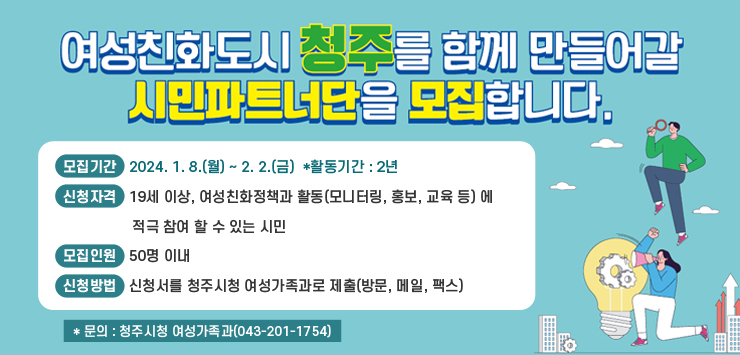 여성친화도시 청주를 함께 만들어갈
시민파트너단을 모집합니다.
모집기간 2024. 1. 8.(월) ~ 2. 2.(금) *활동기간 : 2년
신청자격 19세 이상, 여성친화정책과 활동(모니터링, 홍보, 교육 등) 에
적극 참여 할 수 있는 시민
모집인원 50명 이내
신청방법 신청서를 청주시청 여성가족과로 제출(방문, 메일, 팩스)
* 문의 : 청주시청 여성가족과(043-201-1754)